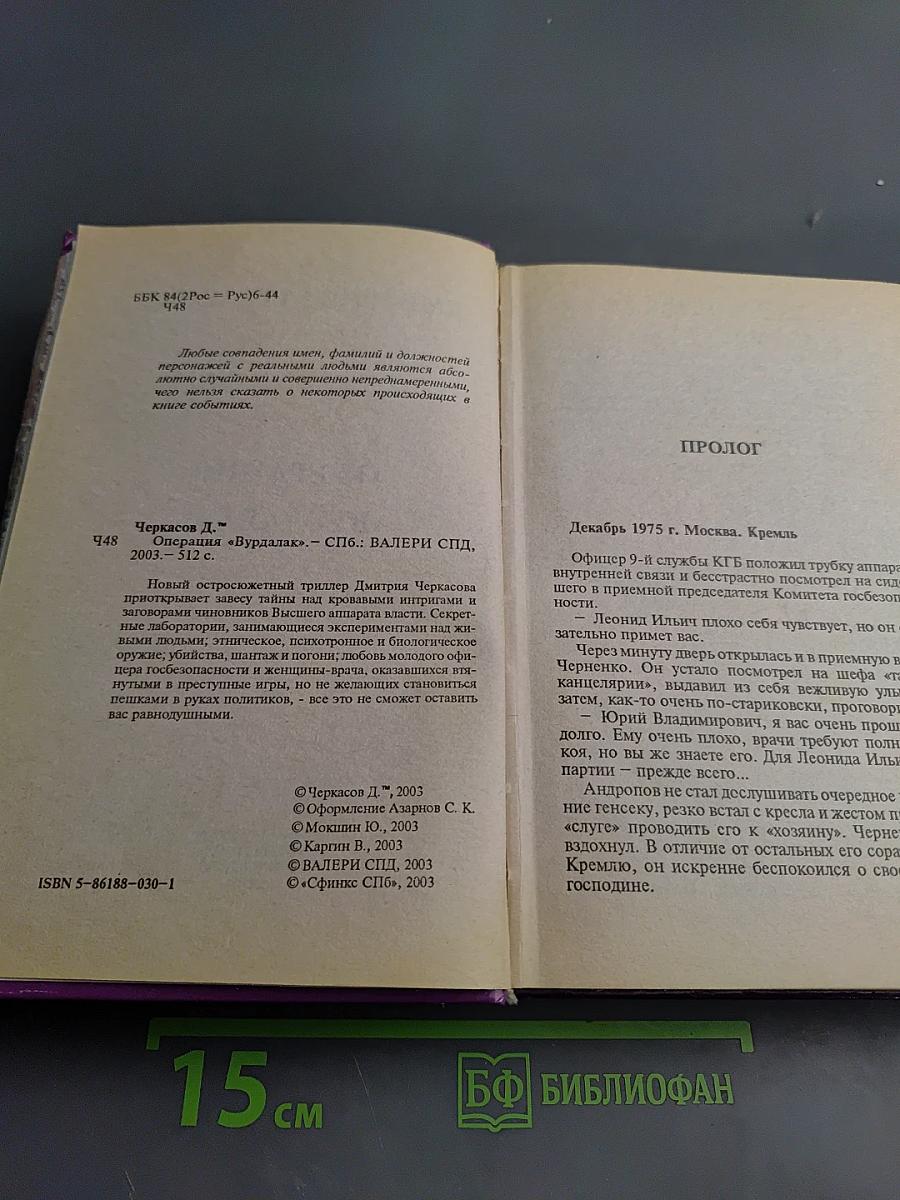 ББК 84(2Рос = Рус)6-44
Ч48
Любые совпадения имен, фамилий и должностей
персонажей с реальными людьми являются абсо-
лютно случайными и совершенно непреднамеренными,
чего нельзя сказать о некоторых происходящих в
книге событиях.
Черкасов Д.™
Ч48 Операция «Вурдалак».— СПб.: ВАЛЕРИ СПД,
2003.— 512 с.
Новый остросюжетный триллер Дмитрия Черкасова
приоткрывает завесу тайны над кровавыми интригами и
заговорами чиновников Высшего аппарата власти. Секрет-
ные лаборатории, занимающиеся экспериментами над жи-
выми людьми; этническое, психотронное и биологическое
оружие; убийства, шантаж и погони; любовь молодого офи-
цера госбезопасности и женщины-врача, оказавшихся втя-
нутыми в преступные игры, но не желающих становиться
пешками в руках политиков, - все это не сможет оставить
вас равнодушными.
© Черкасов Д.™, 2003
© Оформление Азарнов С. К.
© Мокшин Ю., 2003
© Каргин В., 2003
© ВАЛЕРИ СПД, 2003
ISBN 5–86188–030–1 © «Сфинкс СПб», 2003
ПРОЛОГ
Декабрь 1975 г. Москва. Кремль
Офицер 9-й службы КГБ положил трубку аппара
внутренней связи и бесстрастно посмотрел на сиде
шего в приемной председателя Комитета госбезоп
ности.
— Леонид Ильич плохо себя чувствует, но он о
зательно примет вас.
Через минуту дверь открылась и в приемную в
Черненко. Он устало посмотрел на шефа «та
канцелярии», выдавил из себя вежливую улы
затем, как-то очень по-стариковски, проговори
— Юрий Владимирович, я вас очень прош
долго. Ему очень плохо, врачи требуют полн
коя, но вы же знаете его. Для Леонида Ильи
партии — прежде всего...
Андропов не стал дослушивать очередное
ние генсеку, резко встал с кресла и жестом п
«слуге» проводить его к «хозяину». Черне
вздохнул. В отличие от остальных его сора
Кремлю, он искренне беспокоился о сво
господине.
15 см
БФ БИБЛИОФАН